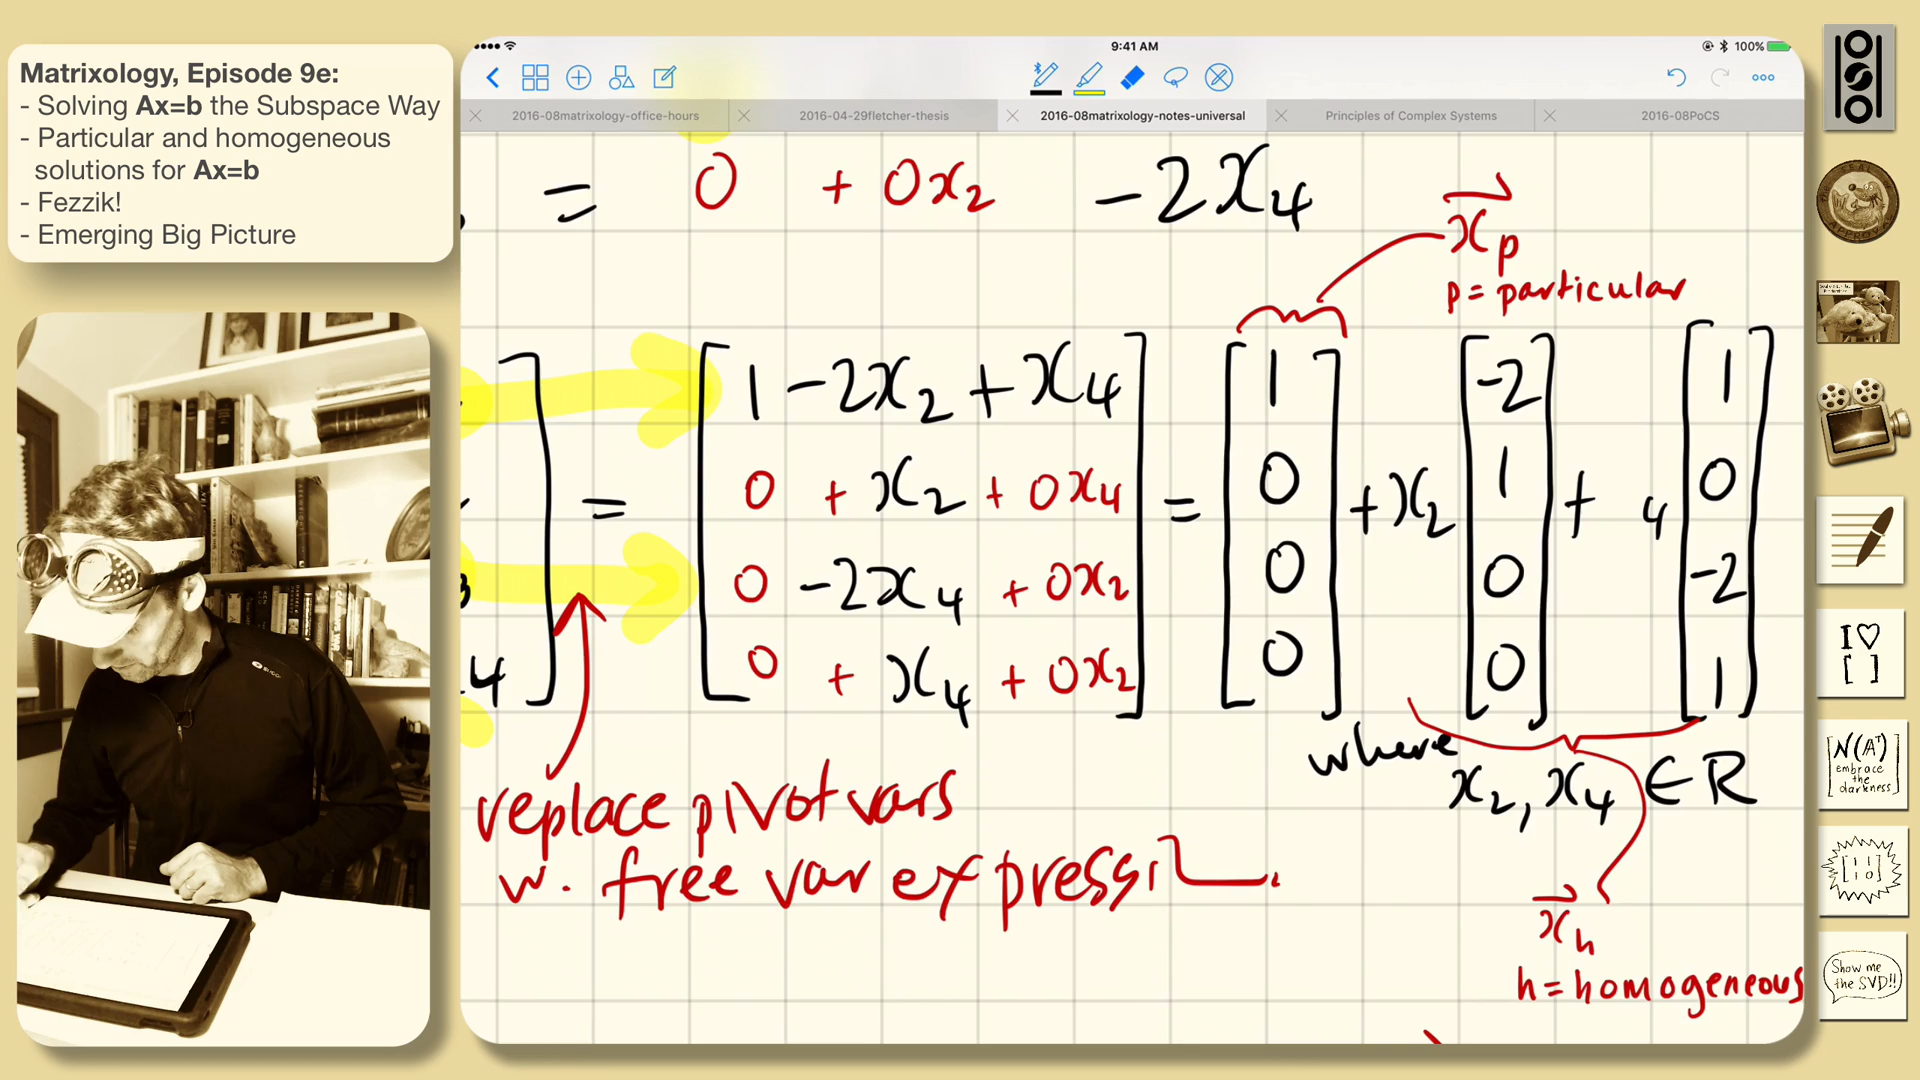 Matrixology, Episode 9e:
- Solving Ax=b the Subspace Way
- Particular and homogeneous
solutions for Ax=b
- Fezzik!
- Emerging Big Picture
9:41 AM
100%
2016-08matrixology-office-hours
2016-04-29fletcher-thesis
2016-08matrixology-notes-universal
Principles of Complex Systems
2016-08PoCS
= 0 + 0x₂ -2x₄
x⃗p
p = particular
[1 -2x₂ + x₄] = [1] + x₂ [-2] + ₄ [1]
[0 + x₂ + 0x₄] [0] [1] [0]
[0 -2x₄ + 0x₂] [0] [0] [-2]
[0 + x₄ + 0x₂] [0] [0] [1]
4] =
where
x₂, x₄ ∈ R
replace pivot vars
w. free var
x⃗h
h = homogeneous
I ♡
[ ]
N(Aᵀ)
embrace
the
darkness
Show me
the SVD!!